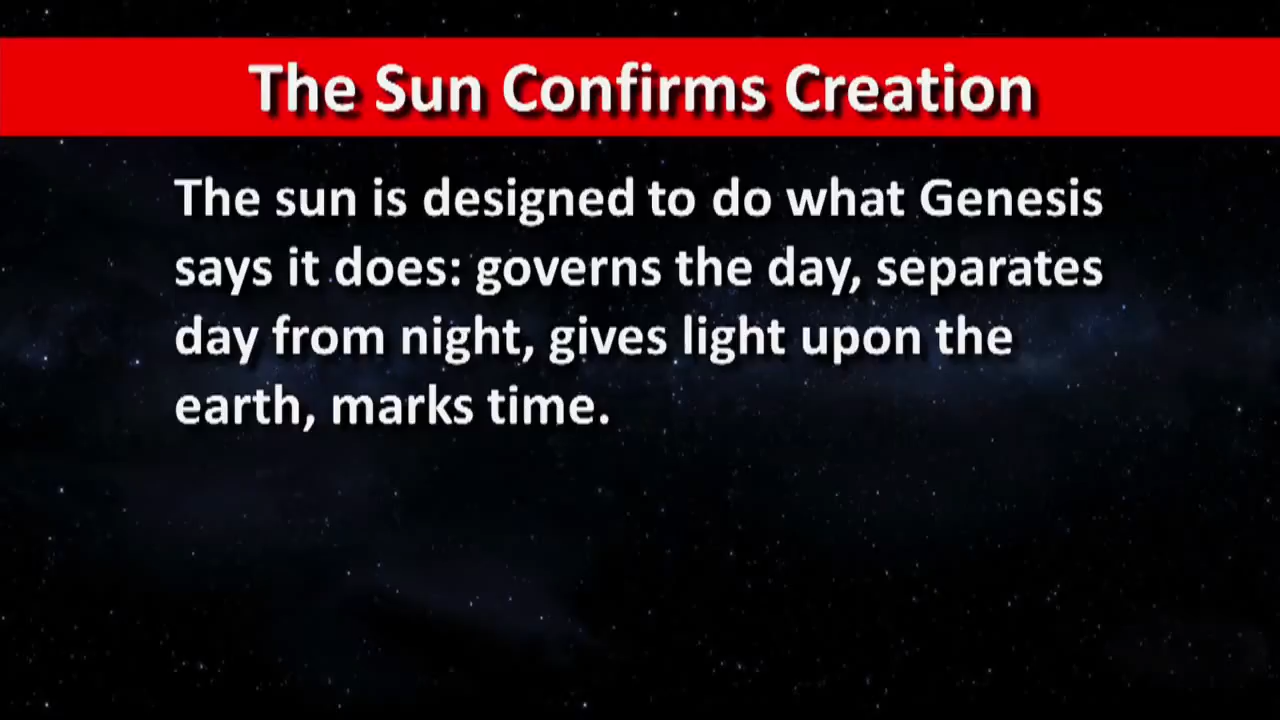 The Sun Confirms Creation
The sun is designed to do what Genesis
says it does: governs the day, separates
day from night, gives light upon the
earth, marks time.